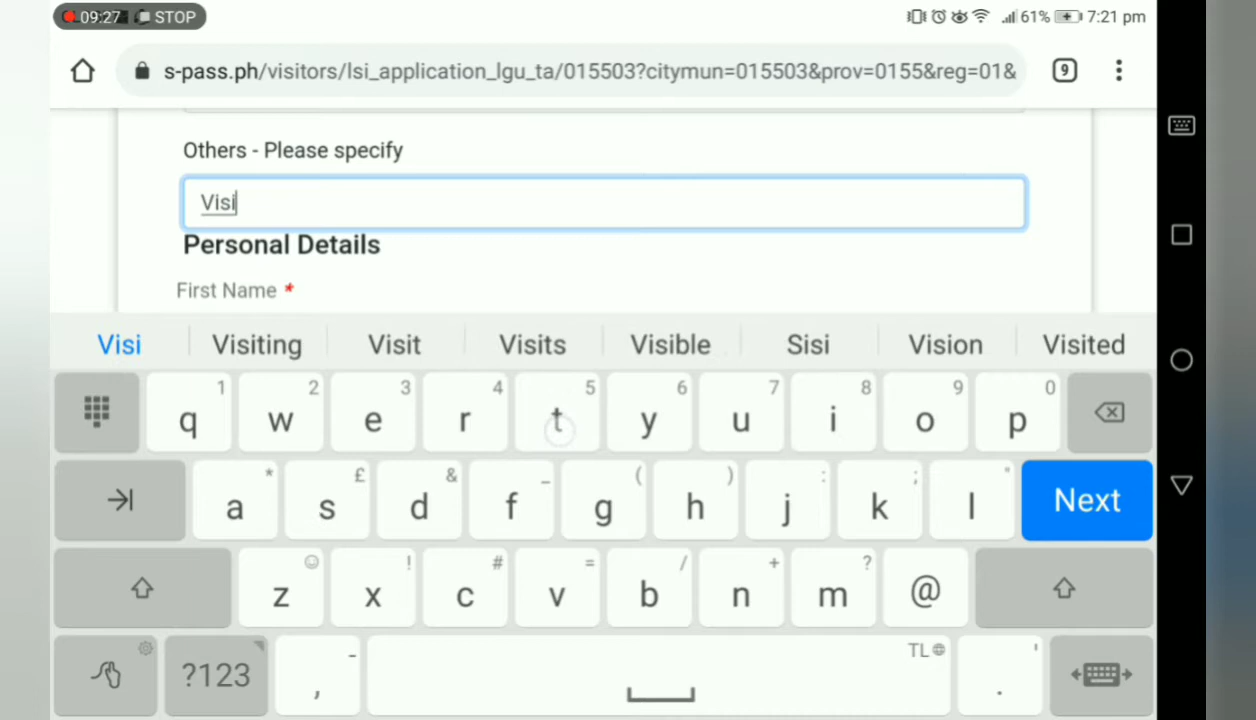 09:27 STOP 61% 7:21 pm
s-pass.ph/visitors/lsi_application_lgu_ta/015503?citymun=015503&prov=0155&reg=01& 9
Others - Please specify
Visi
Personal Details
First Name *
Visi Visiting Visit Visits Visible Sisi Vision Visited
1 2 3 4 5 6 7 8 9 0
q w e r t y u i o p
* £ & _ ( ) : ; "
a s d f g h j k l Next
! # = / + ?
z x c v b n m @
- TL '
?123 , .